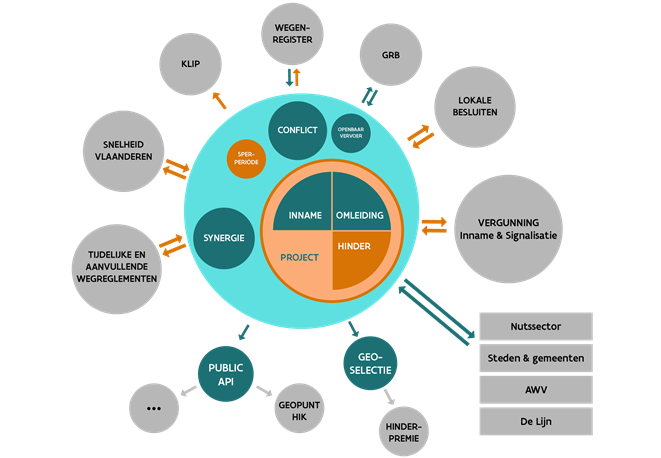 WEGEN-
REGISTER
KLIP
GRB
LOKALE
BESLUITEN
SNELHEID
VLAANDEREN
CONFLICT
OPENBAAR
VERVOER
SPER-
PERIODE
SYNERGIE
INNAME
OMLEIDING
PROJECT
HINDER
VERGUNNING
Inname & Signalisatie
TIJDELIJKE EN
AANVULLENDE
WEGREGLEMENTEN
Nutssector
Steden & gemeenten
AWV
De Lijn
PUBLIC
API
GEO-
SELECTIE
...
GEOPUNT
HIK
HINDER-
PREMIE